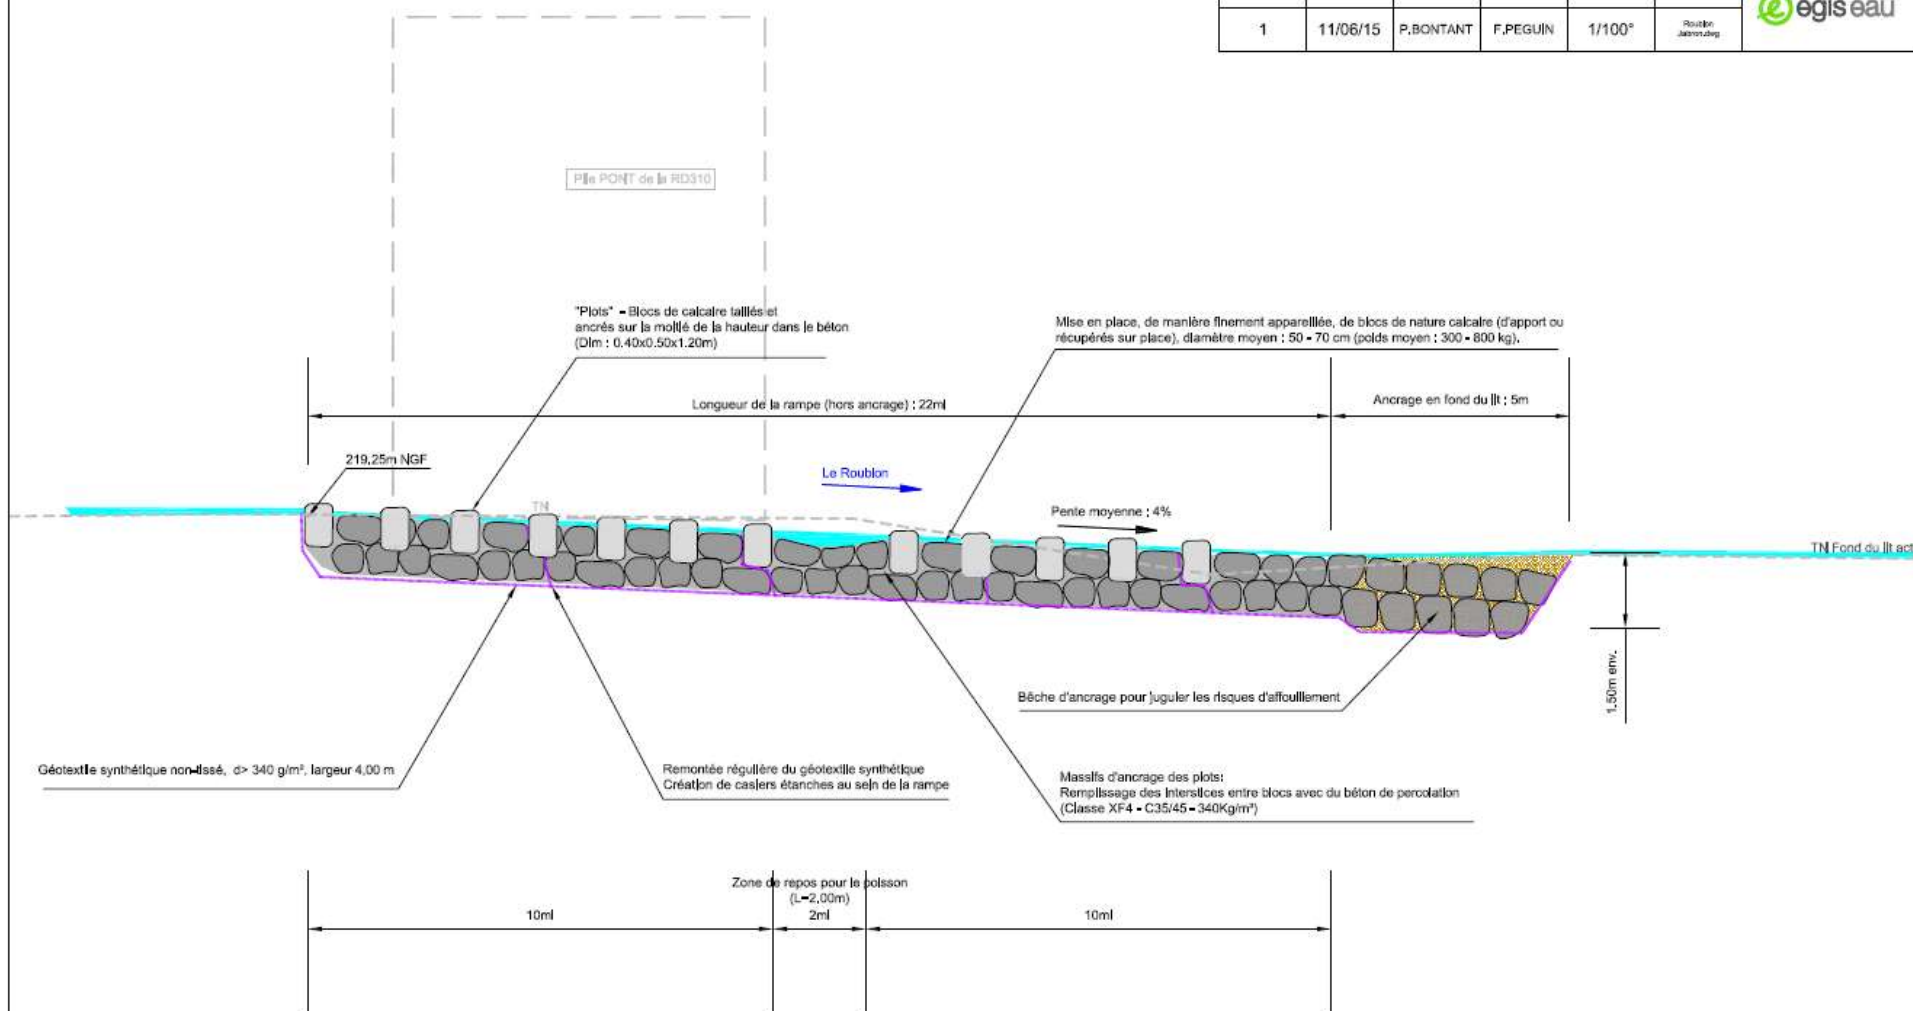 egis eau
1 11/06/15 P.BONTANT F.PEGUIN 1/100° Roubion
Jabron.dwg
Pile PONT de la RD310
"Plots" - Blocs de calcaire taillés et
ancrés sur la moitié de la hauteur dans le béton
(Dim : 0.40x0.50x1.20m)
Mise en place, de manière finement appareillée, de blocs de nature calcaire (d'apport ou
récupérés sur place), diamètre moyen : 50 - 70 cm (poids moyen : 300 - 800 kg).
Longueur de la rampe (hors ancrage) : 22ml
Ancrage en fond du lit : 5m
219,25m NGF
Le Roubion
TN
Pente moyenne : 4%
TN Fond du lit act
1.50m env.
Bêche d'ancrage pour juguler les risques d'affouillement
Géotextile synthétique non-tissé, d> 340 g/m², largeur 4,00 m
Remontée régulière du géotextile synthétique
Création de casiers étanches au sein de la rampe
Massifs d'ancrage des plots:
Remplissage des interstices entre blocs avec du béton de percolation
(Classe XF4 - C35/45 - 340Kg/m³)
Zone de repos pour le poisson
(L=2,00m)
10ml
2ml
10ml